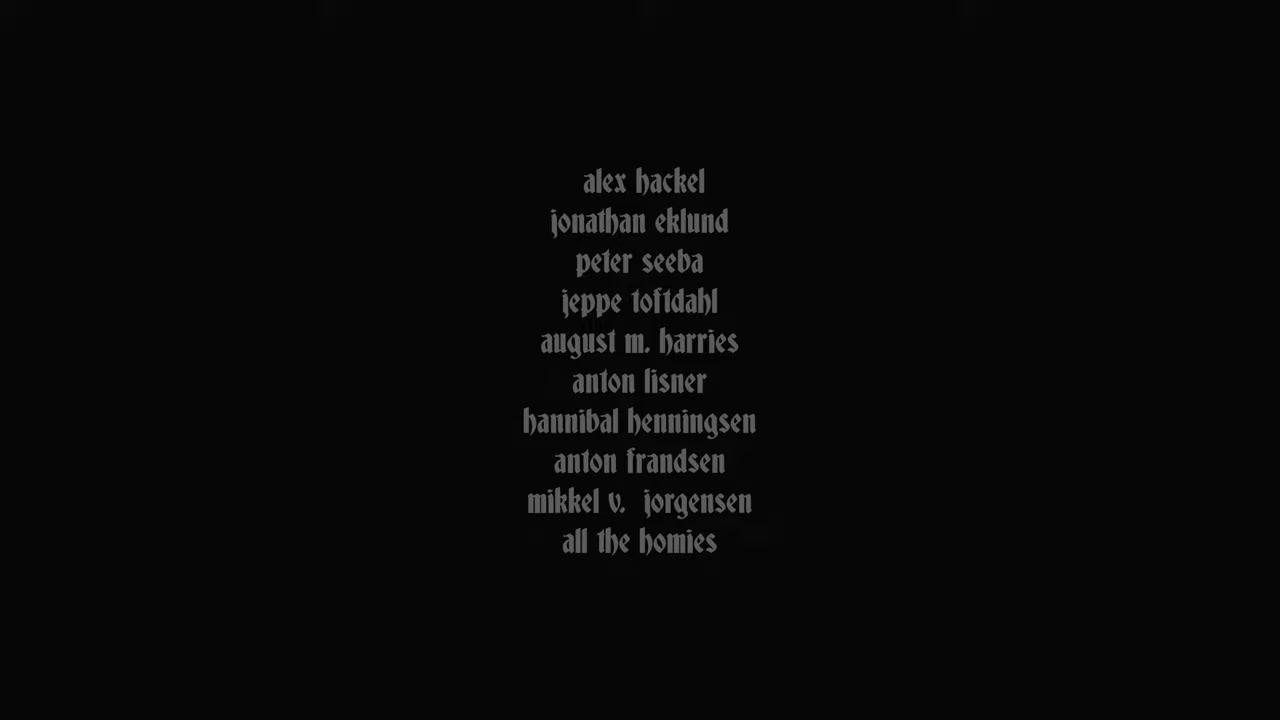 alex hackel
jonathan eklund
peter seeba
jeppe toftdahl
august m. harries
anton lisner
hannibal henningsen
anton frandsen
mikkel v.  jorgensen
all the homies